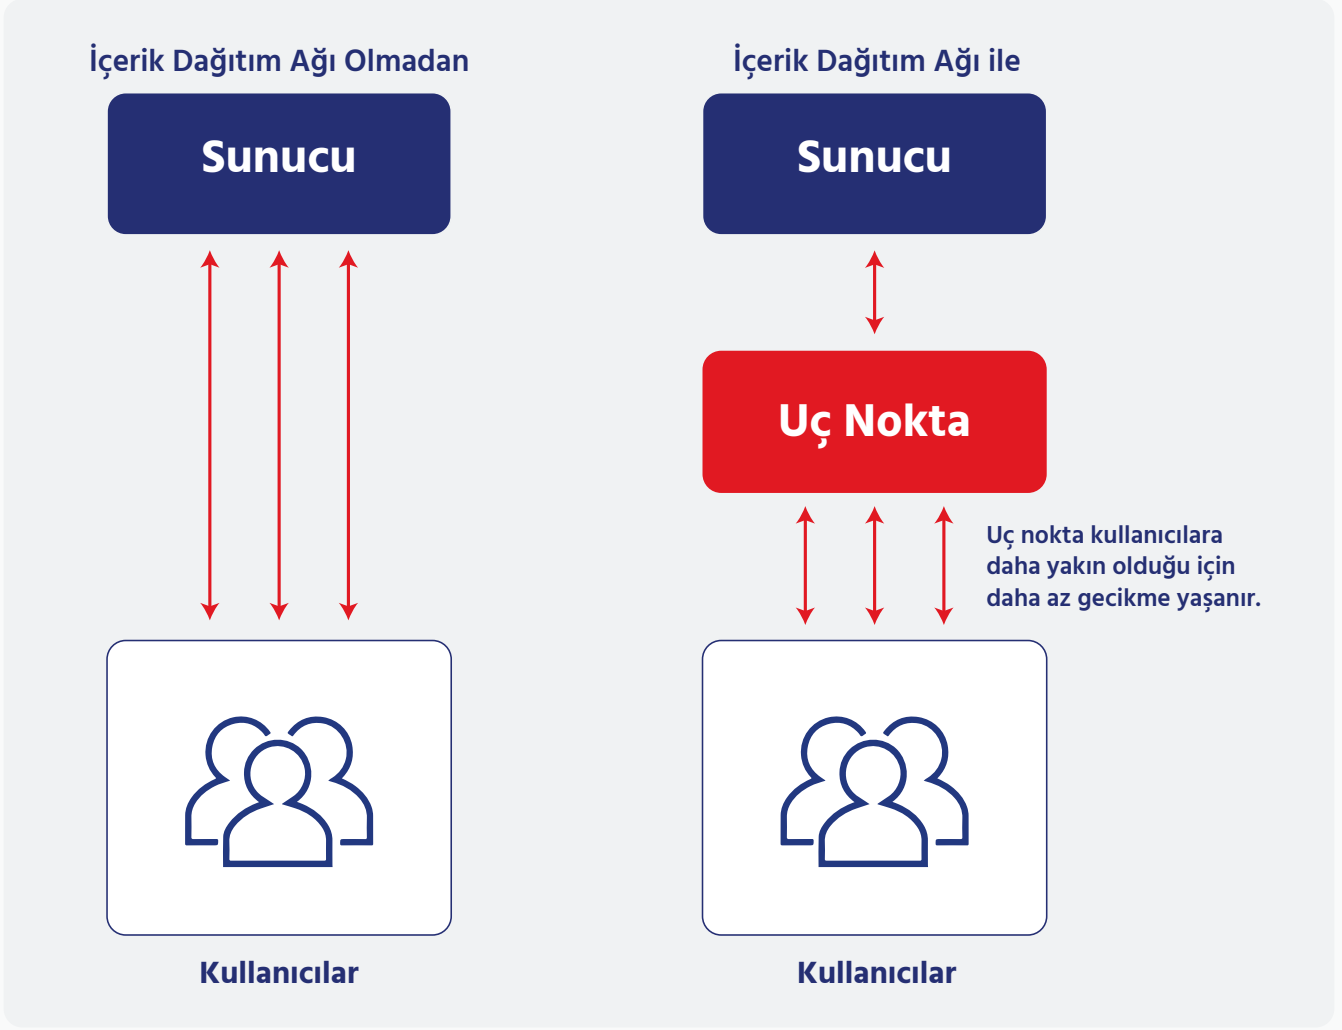 İçerik Dağıtım Ağı Olmadan
Sunucu
Kullanıcılar
İçerik Dağıtım Ağı ile
Sunucu
Uç Nokta
Uç nokta kullanıcılara
daha yakın olduğu için
daha az gecikme yaşanır.
Kullanıcılar